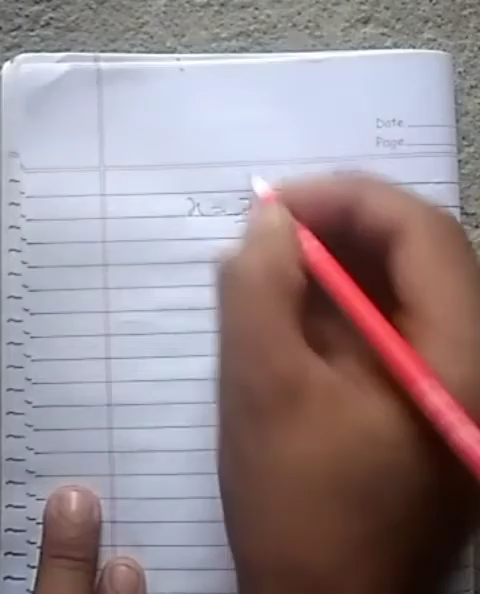 Date
Page
x =